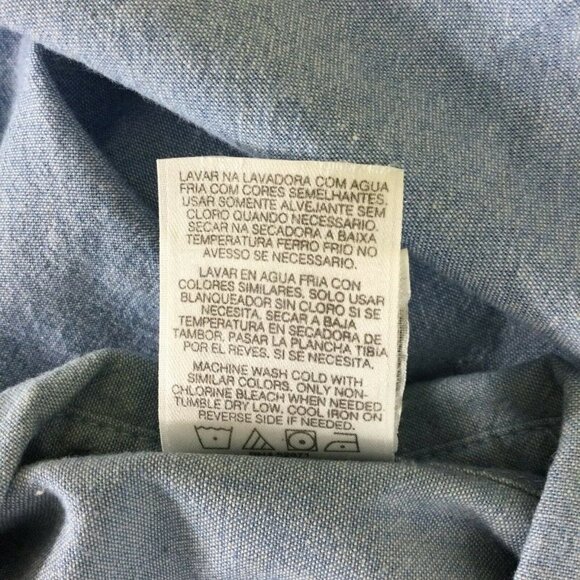 LAVAR NA LAVADORA COM AGUA
FRIA COM CORES SEMELHANTES,
USAR SOMENTE ALVEJANTE SEM
CLORO QUANDO NECESSARIO.
SECAR NA SECADORA A BAIXA
TEMPERATURA FERRO FRIO NO
AVESSO SE NECESSARIO.
LAVAR EN AGUA FRIA CON
COLORES SIMILARES, SOLO USAR
BLANQUEADOR SIN CLORO SI SE
NECESITA. SECAR A BAJA
TEMPERATURA EN SECADORA DE
TAMBOR. PASAR LA PLANCHA TIBIA
POR EL REVES. SI SE NECESITA.
MACHINE WASH COLD WITH
SIMILAR COLORS. ONLY NON-
CHLORINE BLEACH WHEN NEEDED.
TUMBLE DRY LOW. COOL IRON ON
REVERSE SIDE IF NEEDED.